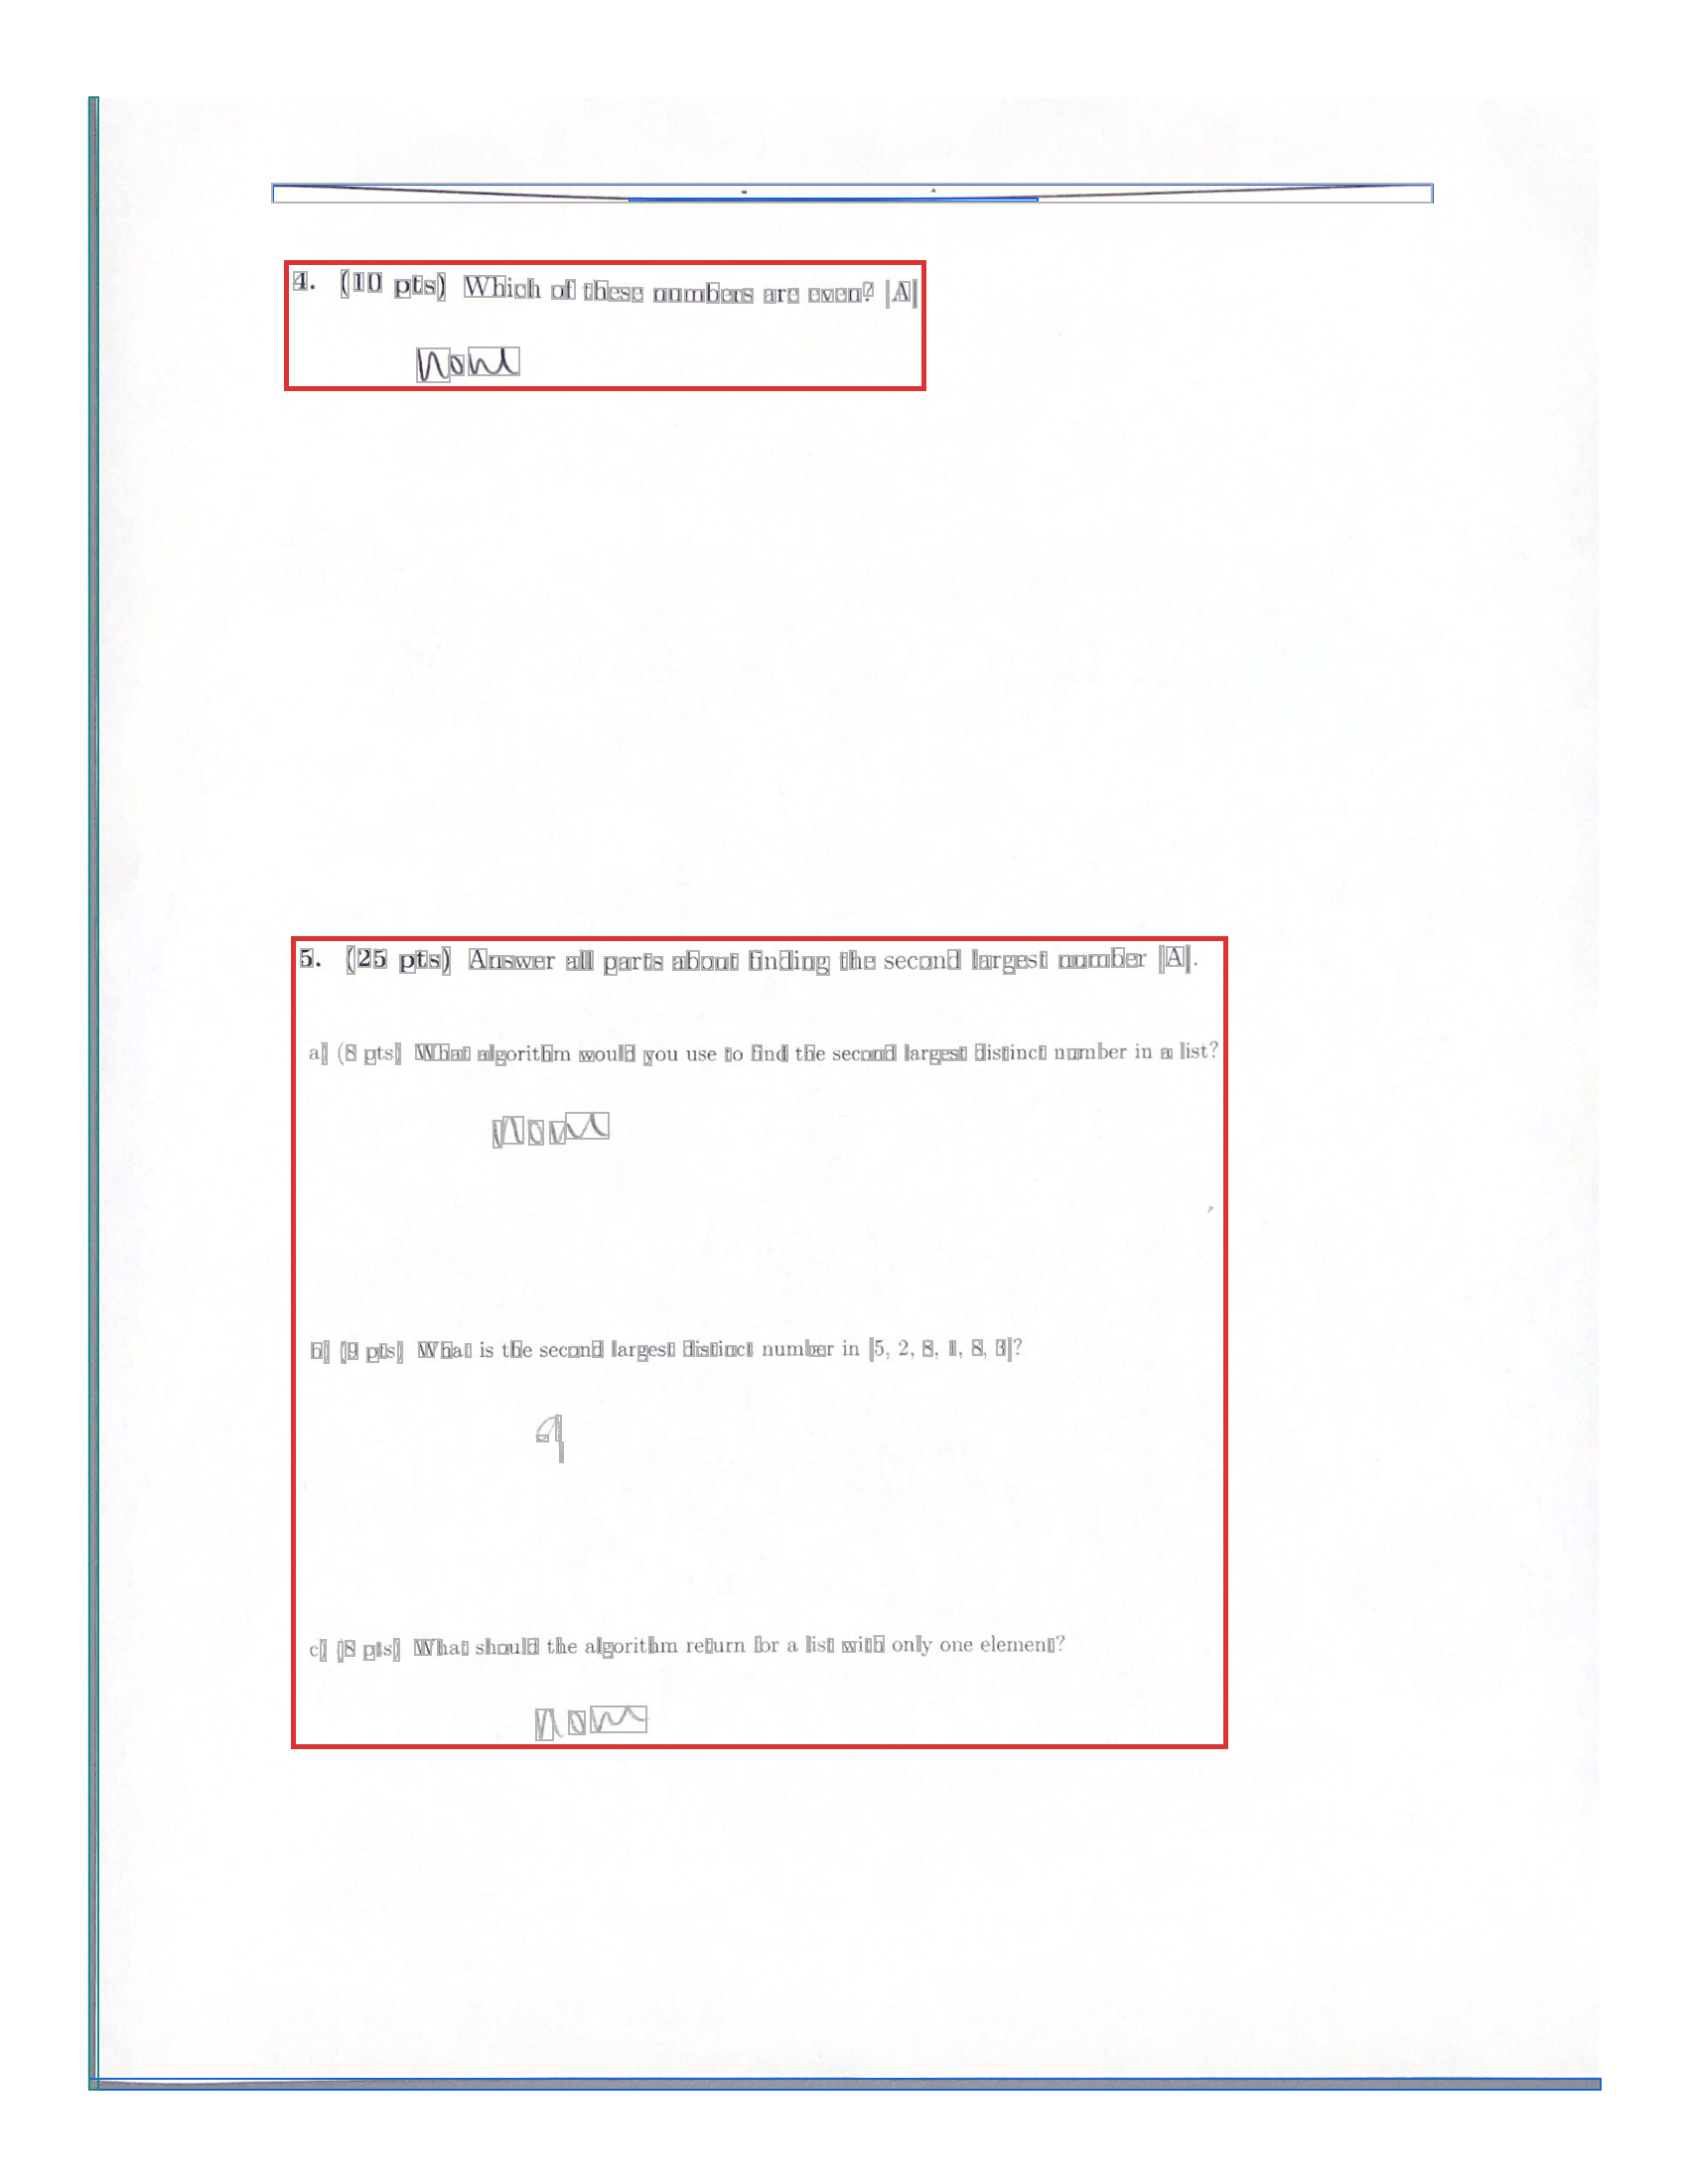 4. (10 pts) Which of these numbers are even? [A]
None
5. (25 pts) Answer all parts about finding the second largest number [A].
a) (8 pts) What algorithm would you use to find the second largest distinct number in a list?
None
b) (9 pts) What is the second largest distinct number in [5, 2, 8, 1, 8, 3]?
9
c) (8 pts) What should the algorithm return for a list with only one element?
None